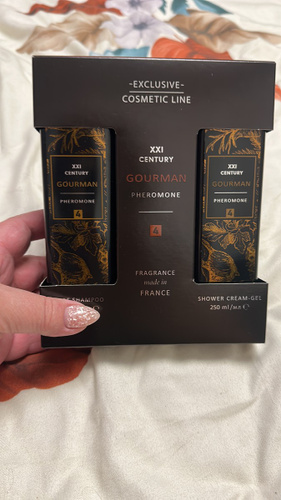 -EXCLUSIVE-
COSMETIC LINE
XXI
CENTURY
GOURMAN
PHEROMONE
4
XXI
CENTURY
GOURMAN
PHEROMONE
4
XXI
CENTURY
GOURMAN
PHEROMONE
4
FRAGRANCE
made in
FRANCE
SHAMPOO
SHOWER CREAM-GEL
250 ml/мл ℮